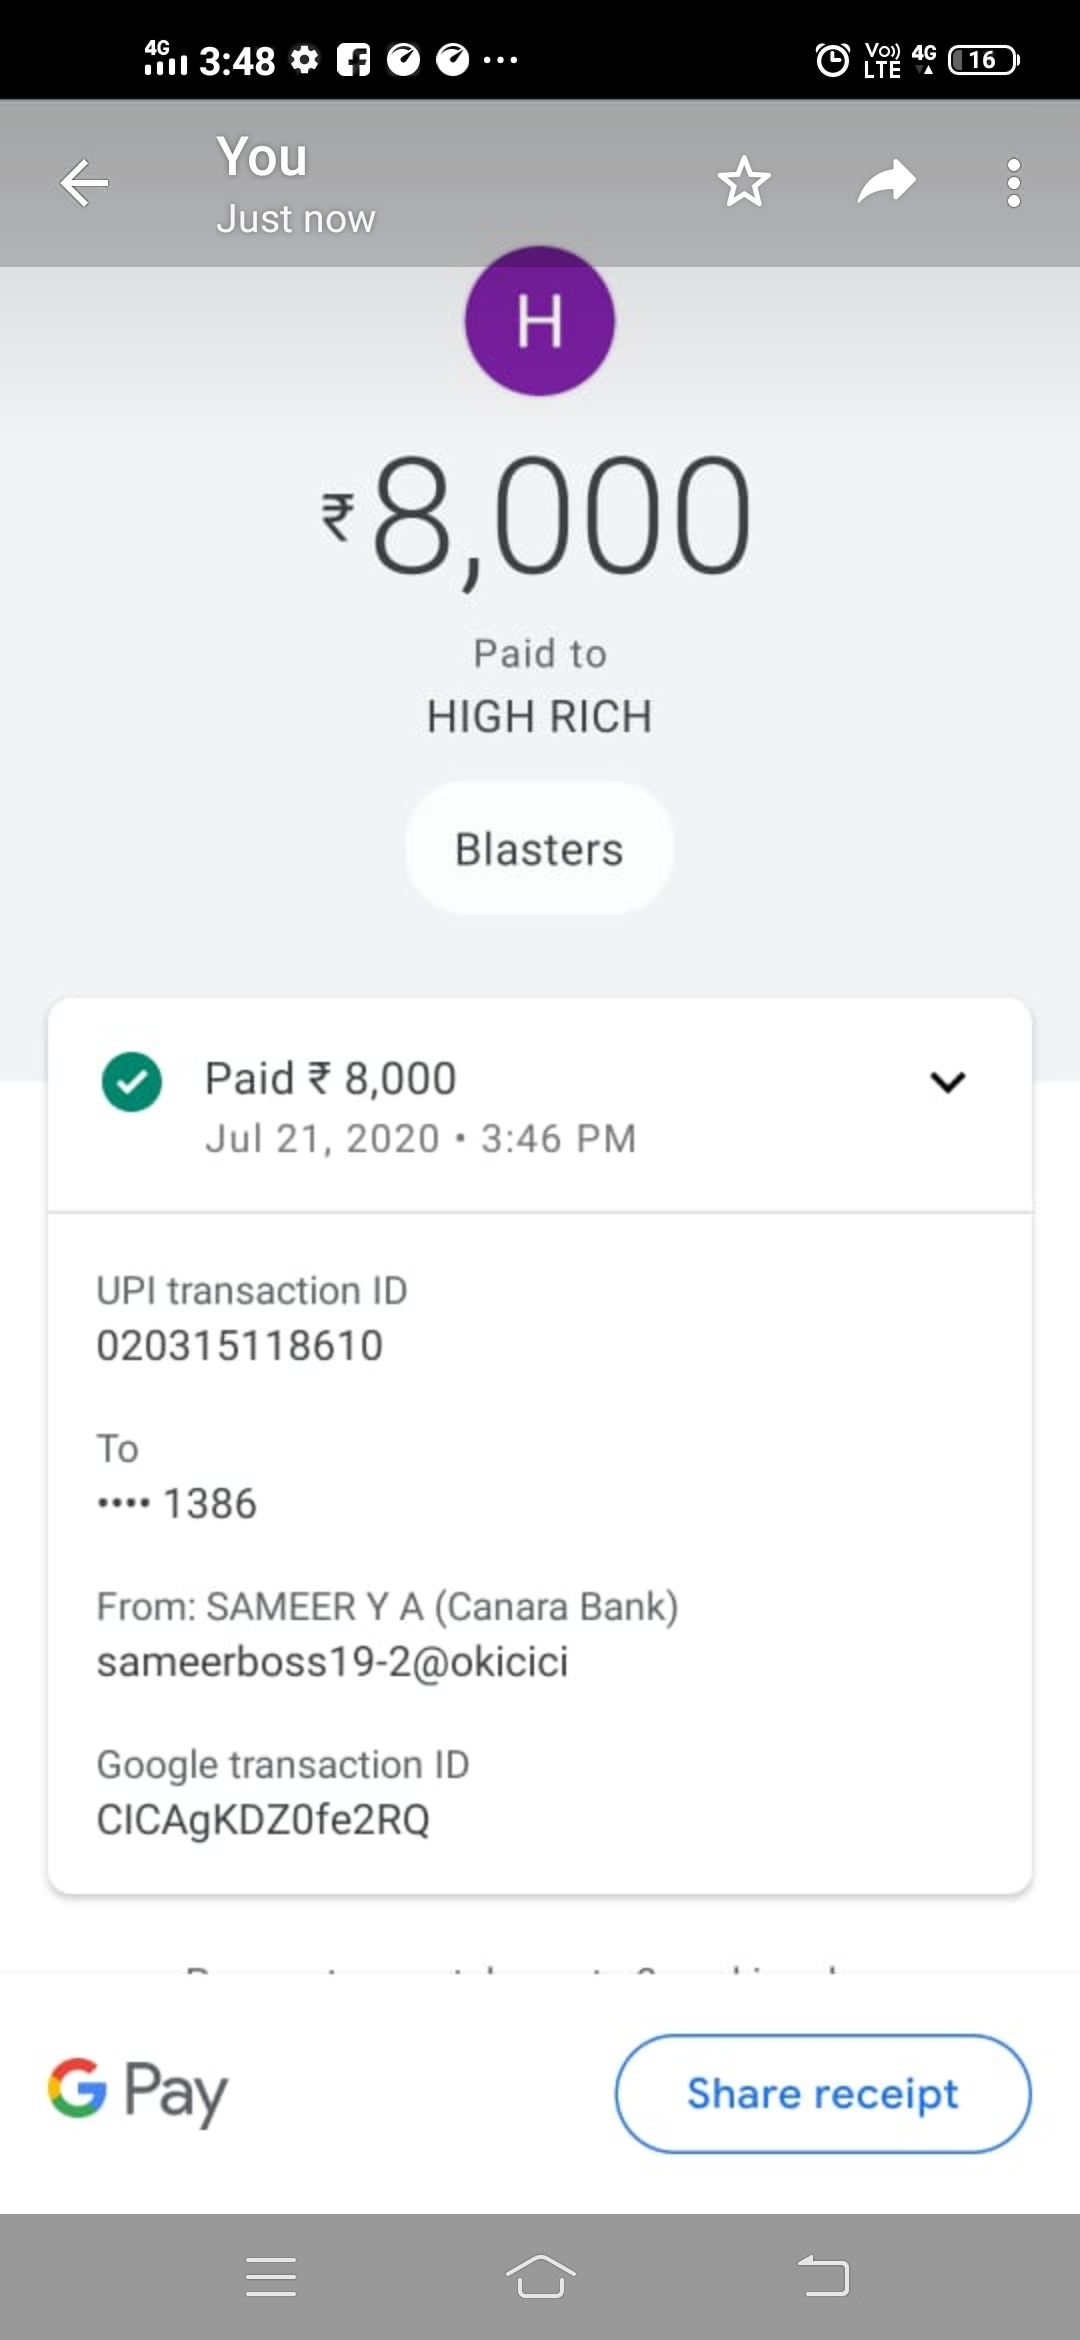 4G 3:48 ... Vo)) LTE 4G 16
You
Just now
H
₹8,000
Paid to
HIGH RICH
Blasters
Paid ₹ 8,000
Jul 21, 2020 • 3:46 PM
UPI transaction ID
020315118610
To
•••• 1386
From: SAMEER Y A (Canara Bank)
sameerboss19-2@okicici
Google transaction ID
CICAgKDZ0fe2RQ
G Pay
Share receipt